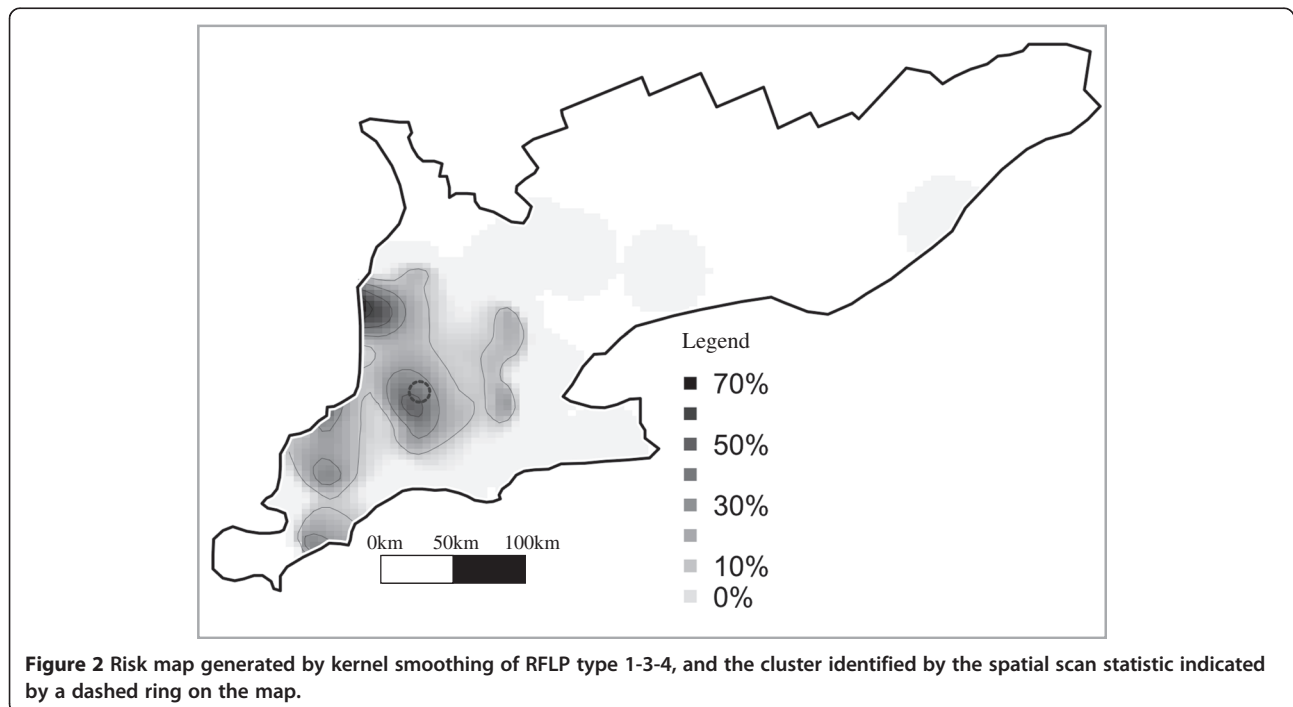 Legend
70%
50%
30%
10%
0%
0km 50km 100km
Figure 2 Risk map generated by kernel smoothing of RFLP type 1-3-4, and the cluster identified by the spatial scan statistic indicated
by a dashed ring on the map.